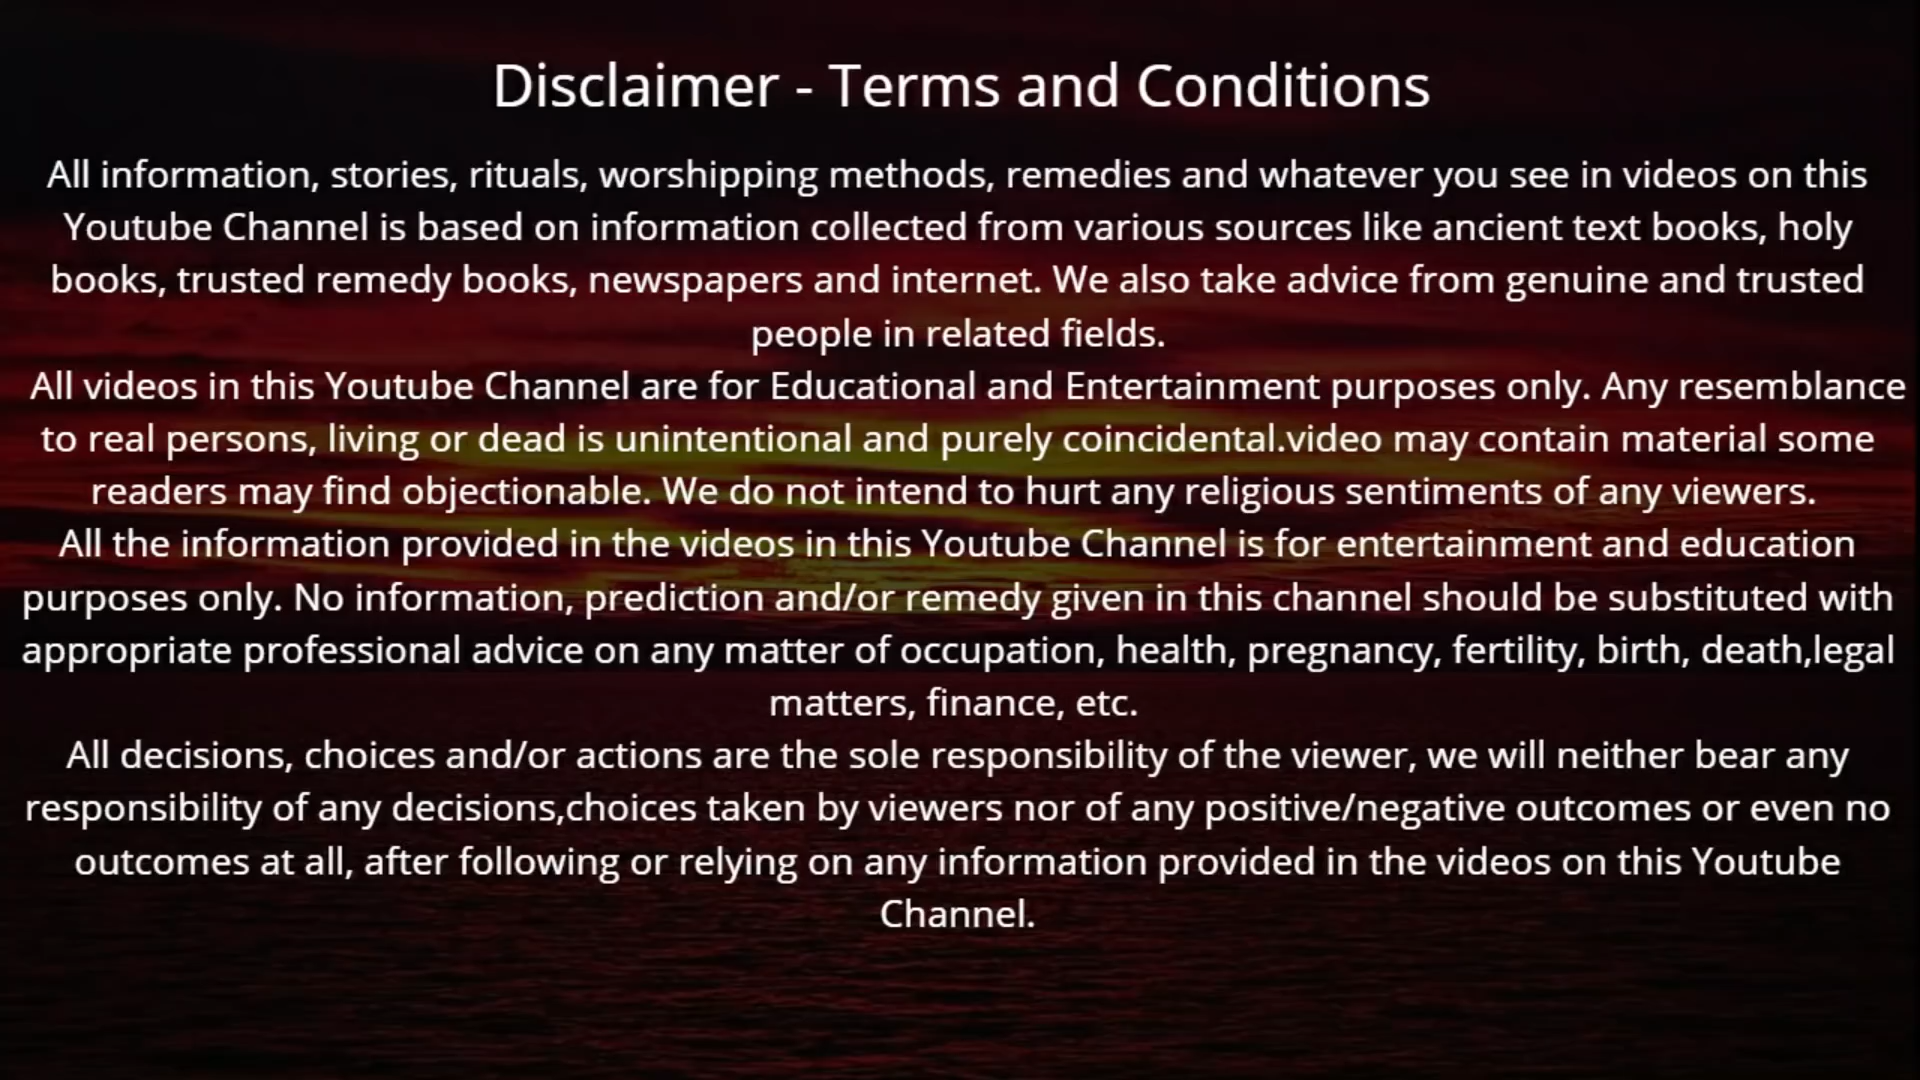 Disclaimer - Terms and Conditions
All information, stories, rituals, worshipping methods, remedies and whatever you see in videos on this
Youtube Channel is based on information collected from various sources like ancient text books, holy
books, trusted remedy books, newspapers and internet. We also take advice from genuine and trusted
people in related fields.
All videos in this Youtube Channel are for Educational and Entertainment purposes only. Any resemblance
to real persons, living or dead is unintentional and purely coincidental.video may contain material some
readers may find objectionable. We do not intend to hurt any religious sentiments of any viewers.
All the information provided in the videos in this Youtube Channel is for entertainment and education
purposes only. No information, prediction and/or remedy given in this channel should be substituted with
appropriate professional advice on any matter of occupation, health, pregnancy, fertility, birth, death,legal
matters, finance, etc.
All decisions, choices and/or actions are the sole responsibility of the viewer, we will neither bear any
responsibility of any decisions,choices taken by viewers nor of any positive/negative outcomes or even no
outcomes at all, after following or relying on any information provided in the videos on this Youtube
Channel.